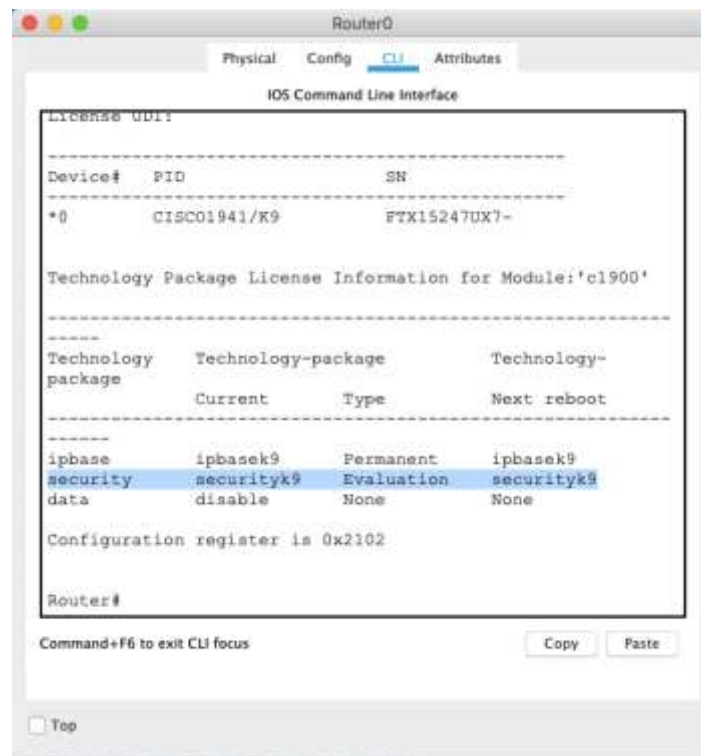 Router0
Physical Config CLI Attributes
IOS Command Line Interface
License UDI:
-------------------------------------------------
Device# PID SN
-------------------------------------------------
*0 CISCO1941/K9 FTX15247UX7-
Technology Package License Information for Module:'c1900'
-----------------------------------------------------------
-----
Technology Technology-package Technology-
package
Current Type Next reboot
-----------------------------------------------------------
------
ipbase ipbasek9 Permanent ipbasek9
security securityk9 Evaluation securityk9
data disable None None
Configuration register is 0x2102
Router#
Command+F6 to exit CLI focus
Copy Paste
Top